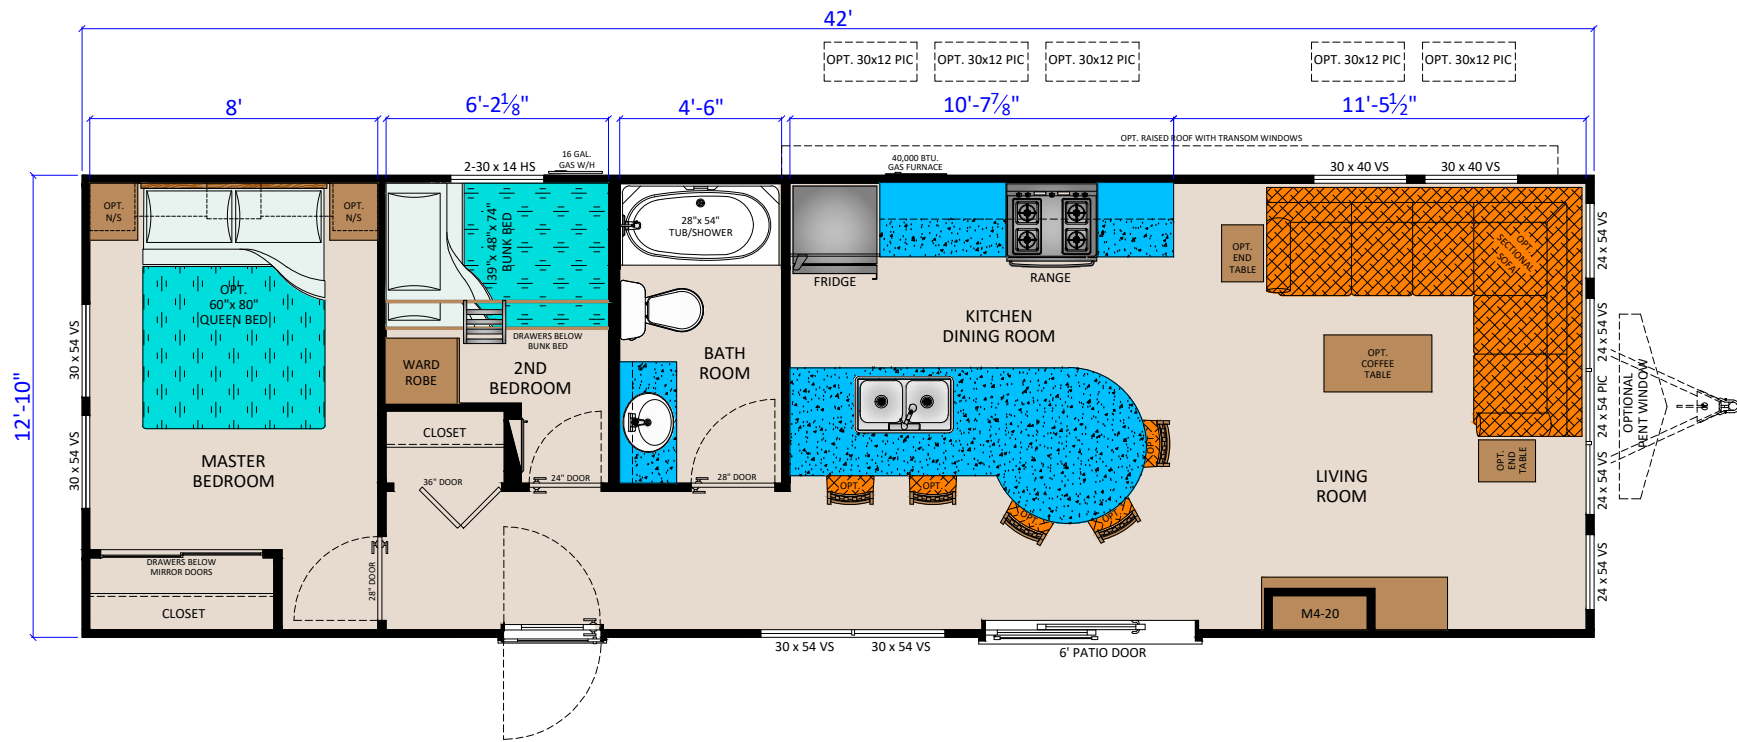 42'
OPT. 30x12 PIC
OPT. 30x12 PIC
OPT. 30x12 PIC
OPT. 30x12 PIC
OPT. 30x12 PIC
8'
6'-2⅛"
4'-6"
10'-7⅞"
11'-5½"
OPT. RAISED ROOF WITH TRANSOM WINDOWS
2-30 x 14 HS
16 GAL.
GAS W/H
40,000 BTU.
GAS FURNACE
30 x 40 VS
30 x 40 VS
12'-10"
30 x 54 VS
30 x 54 VS
OPT.
N/S
OPT.
N/S
OPT.
60"x 80"
QUEEN BED
MASTER
BEDROOM
DRAWERS BELOW
MIRROR DOORS
CLOSET
28" DOOR
39"x 48"x 74"
BUNK BED
DRAWERS BELOW
BUNK BED
WARD
ROBE
2ND
BEDROOM
CLOSET
36" DOOR
24" DOOR
28"x 54"
TUB/SHOWER
BATH
ROOM
28" DOOR
FRIDGE
RANGE
KITCHEN
DINING ROOM
OPT.
OPT.
OPT.
OPT.
OPT.
OPT.
END
TABLE
OPT.
SECTIONAL
SOFA
OPT.
COFFEE
TABLE
OPT.
END
TABLE
LIVING
ROOM
M4-20
24 x 54 VS
24 x 54 VS
24 x 54 PIC
24 x 54 VS
24 x 54 VS
OPTIONAL
PENT WINDOW
30 x 54 VS
30 x 54 VS
6' PATIO DOOR